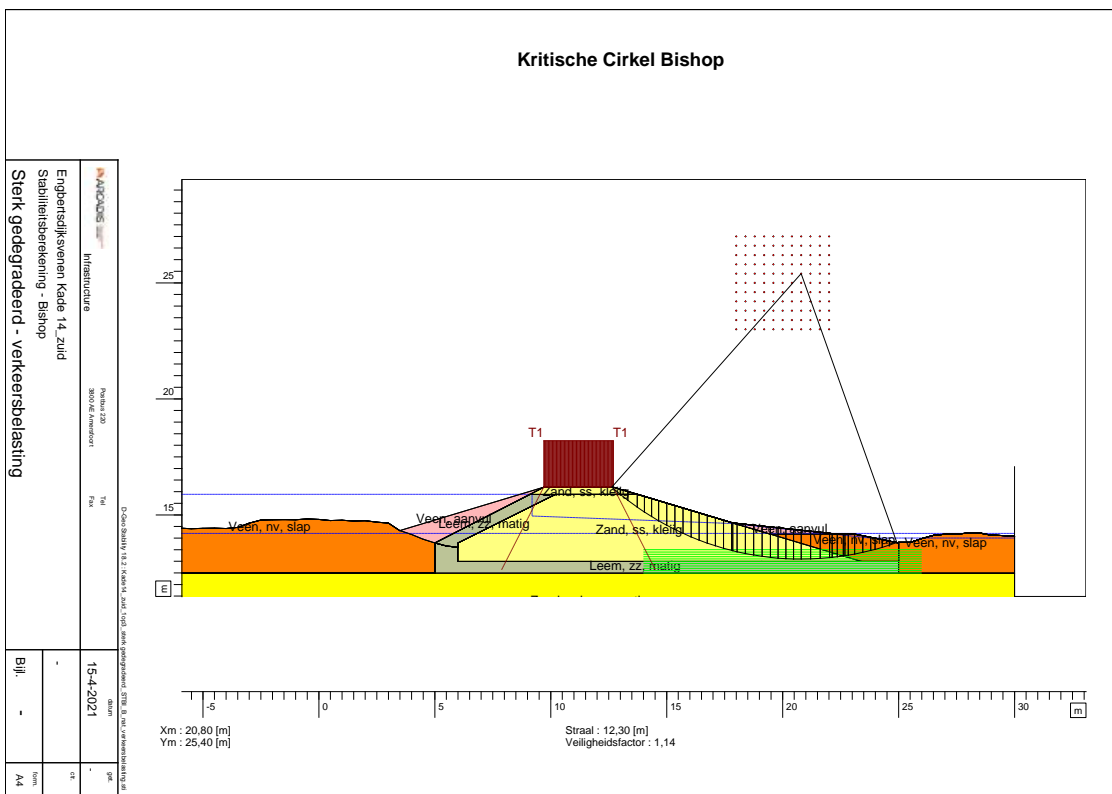 Kritische Cirkel Bishop
T1
T1
Zand, ss, kleiig
Veen, nv, slap
Veen, aanvul
Leem, zz, matig
Zand, ss, kleiig
Veen, aanvul
Veen, nv, slap
Veen, nv, slap
Leem, zz, matig
25
20
15
m
-5
0
5
10
15
20
25
30
m
Xm : 20,80 [m]
Ym : 25,40 [m]
Straal : 12,30 [m]
Veiligheidsfactor : 1,14
ARCADIS
Infrastructure
Postbus 220
3800 AE Amersfoort
Tel
Fax
Engbertsdijksvenen Kade 14_zuid
Stabiliteitsberekening - Bishop
Sterk gedegradeerd - verkeersbelasting
datum
15-4-2021
get.
-
-
ctr.
Bijl. -
form.
A4